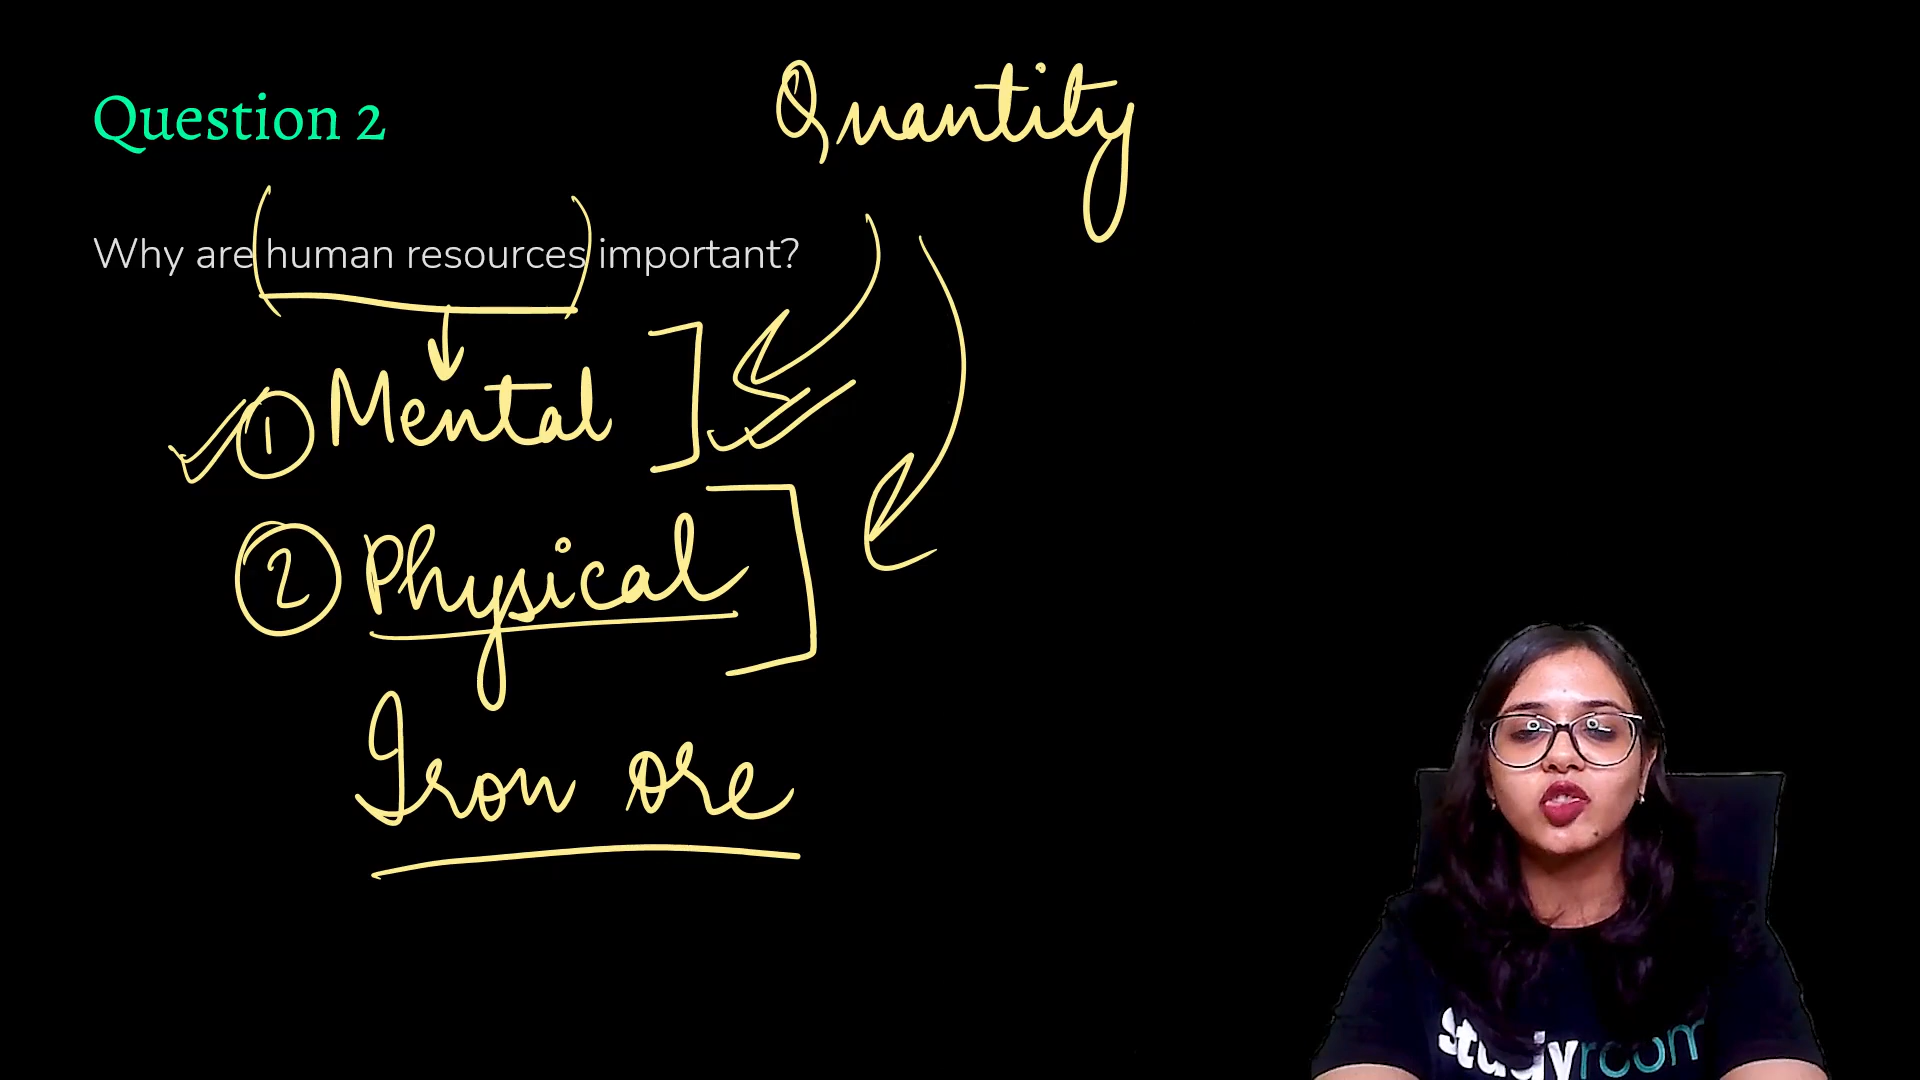 Question 2
Quantity
Why are human resources important?
1 Mental
2 Physical
Iron ore
studyroom